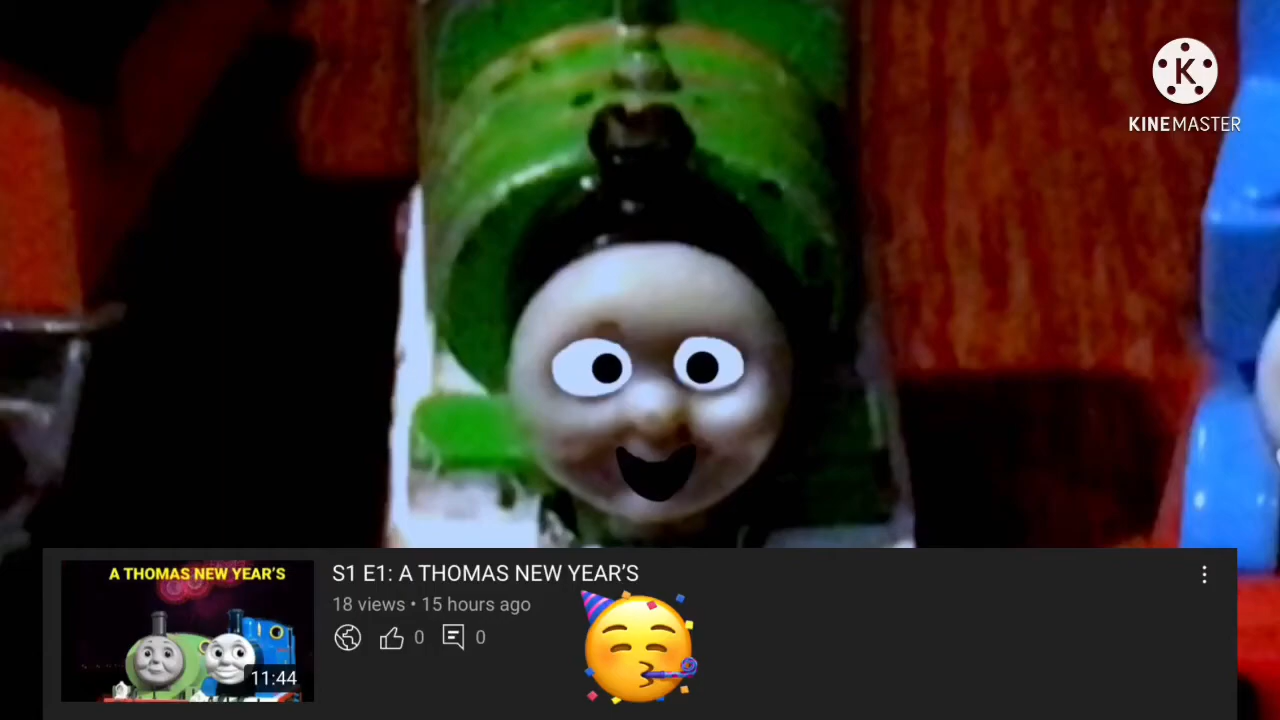 K
KINEMASTER
S1 E1: A THOMAS NEW YEAR'S
18 views • 15 hours ago
0 0
A THOMAS NEW YEAR'S
11:44